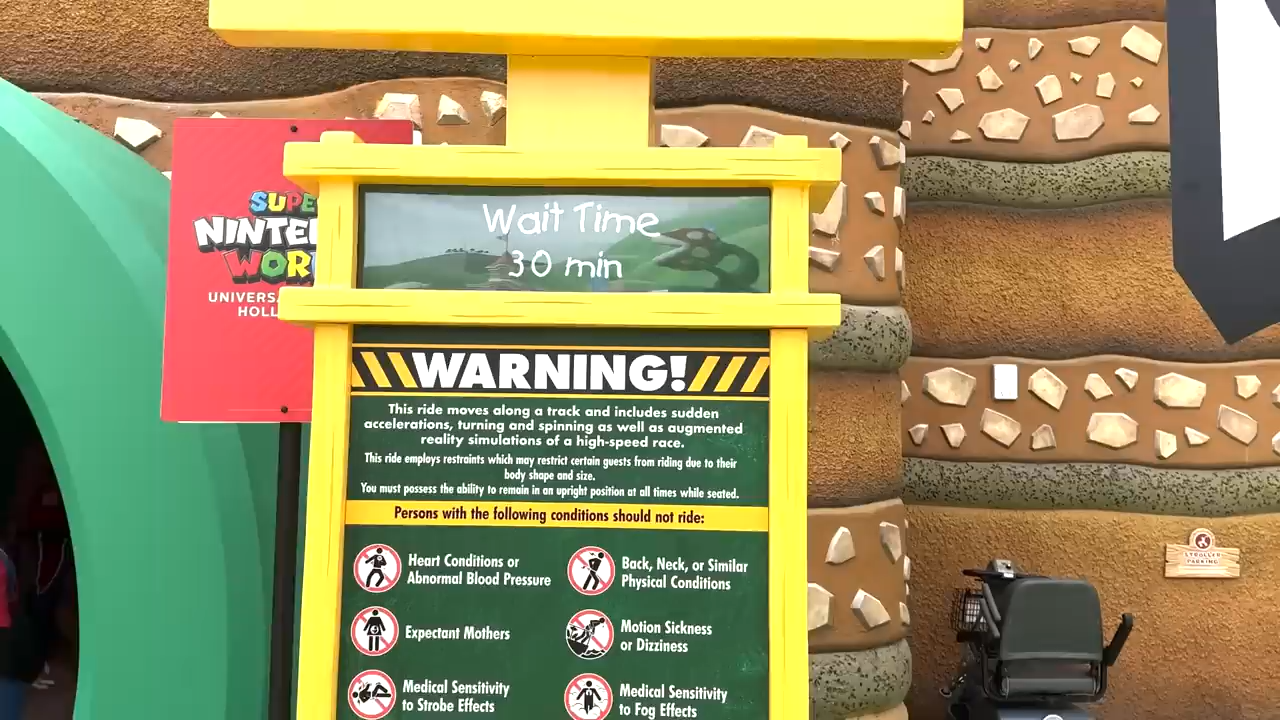 SUPE
NINTE
WOR
UNIVERSA
HOLL
Wait Time
30 min
WARNING!
This ride moves along a track and includes sudden
accelerations, turning and spinning as well as augmented
reality simulations of a high-speed race.
This ride employs restraints which may restrict certain guests from riding due to their
body shape and size.
You must possess the ability to remain in an upright position at all times while seated.
Persons with the following conditions should not ride:
Heart Conditions or
Abnormal Blood Pressure
Back, Neck, or Similar
Physical Conditions
Expectant Mothers
Motion Sickness
or Dizziness
Medical Sensitivity
to Strobe Effects
Medical Sensitivity
to Fog Effects
STROLLER
PARKING